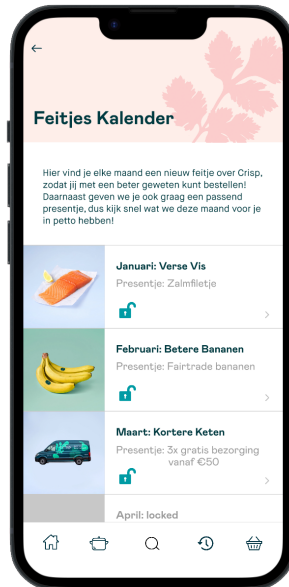 Feitjes Kalender
Hier vind je elke maand een nieuw feitje over Crisp,
zodat jij met een beter geweten kunt bestellen!
Daarnaast geven we je ook graag een passend
presentje, dus kijk snel wat we deze maand voor je
in petto hebben!
Januari: Verse Vis
Presentje: Zalmfiletje
Februari: Betere Bananen
Presentje: Fairtrade bananen
Maart: Kortere Keten
Presentje: 3x gratis bezorging
vanaf €50
April: locked